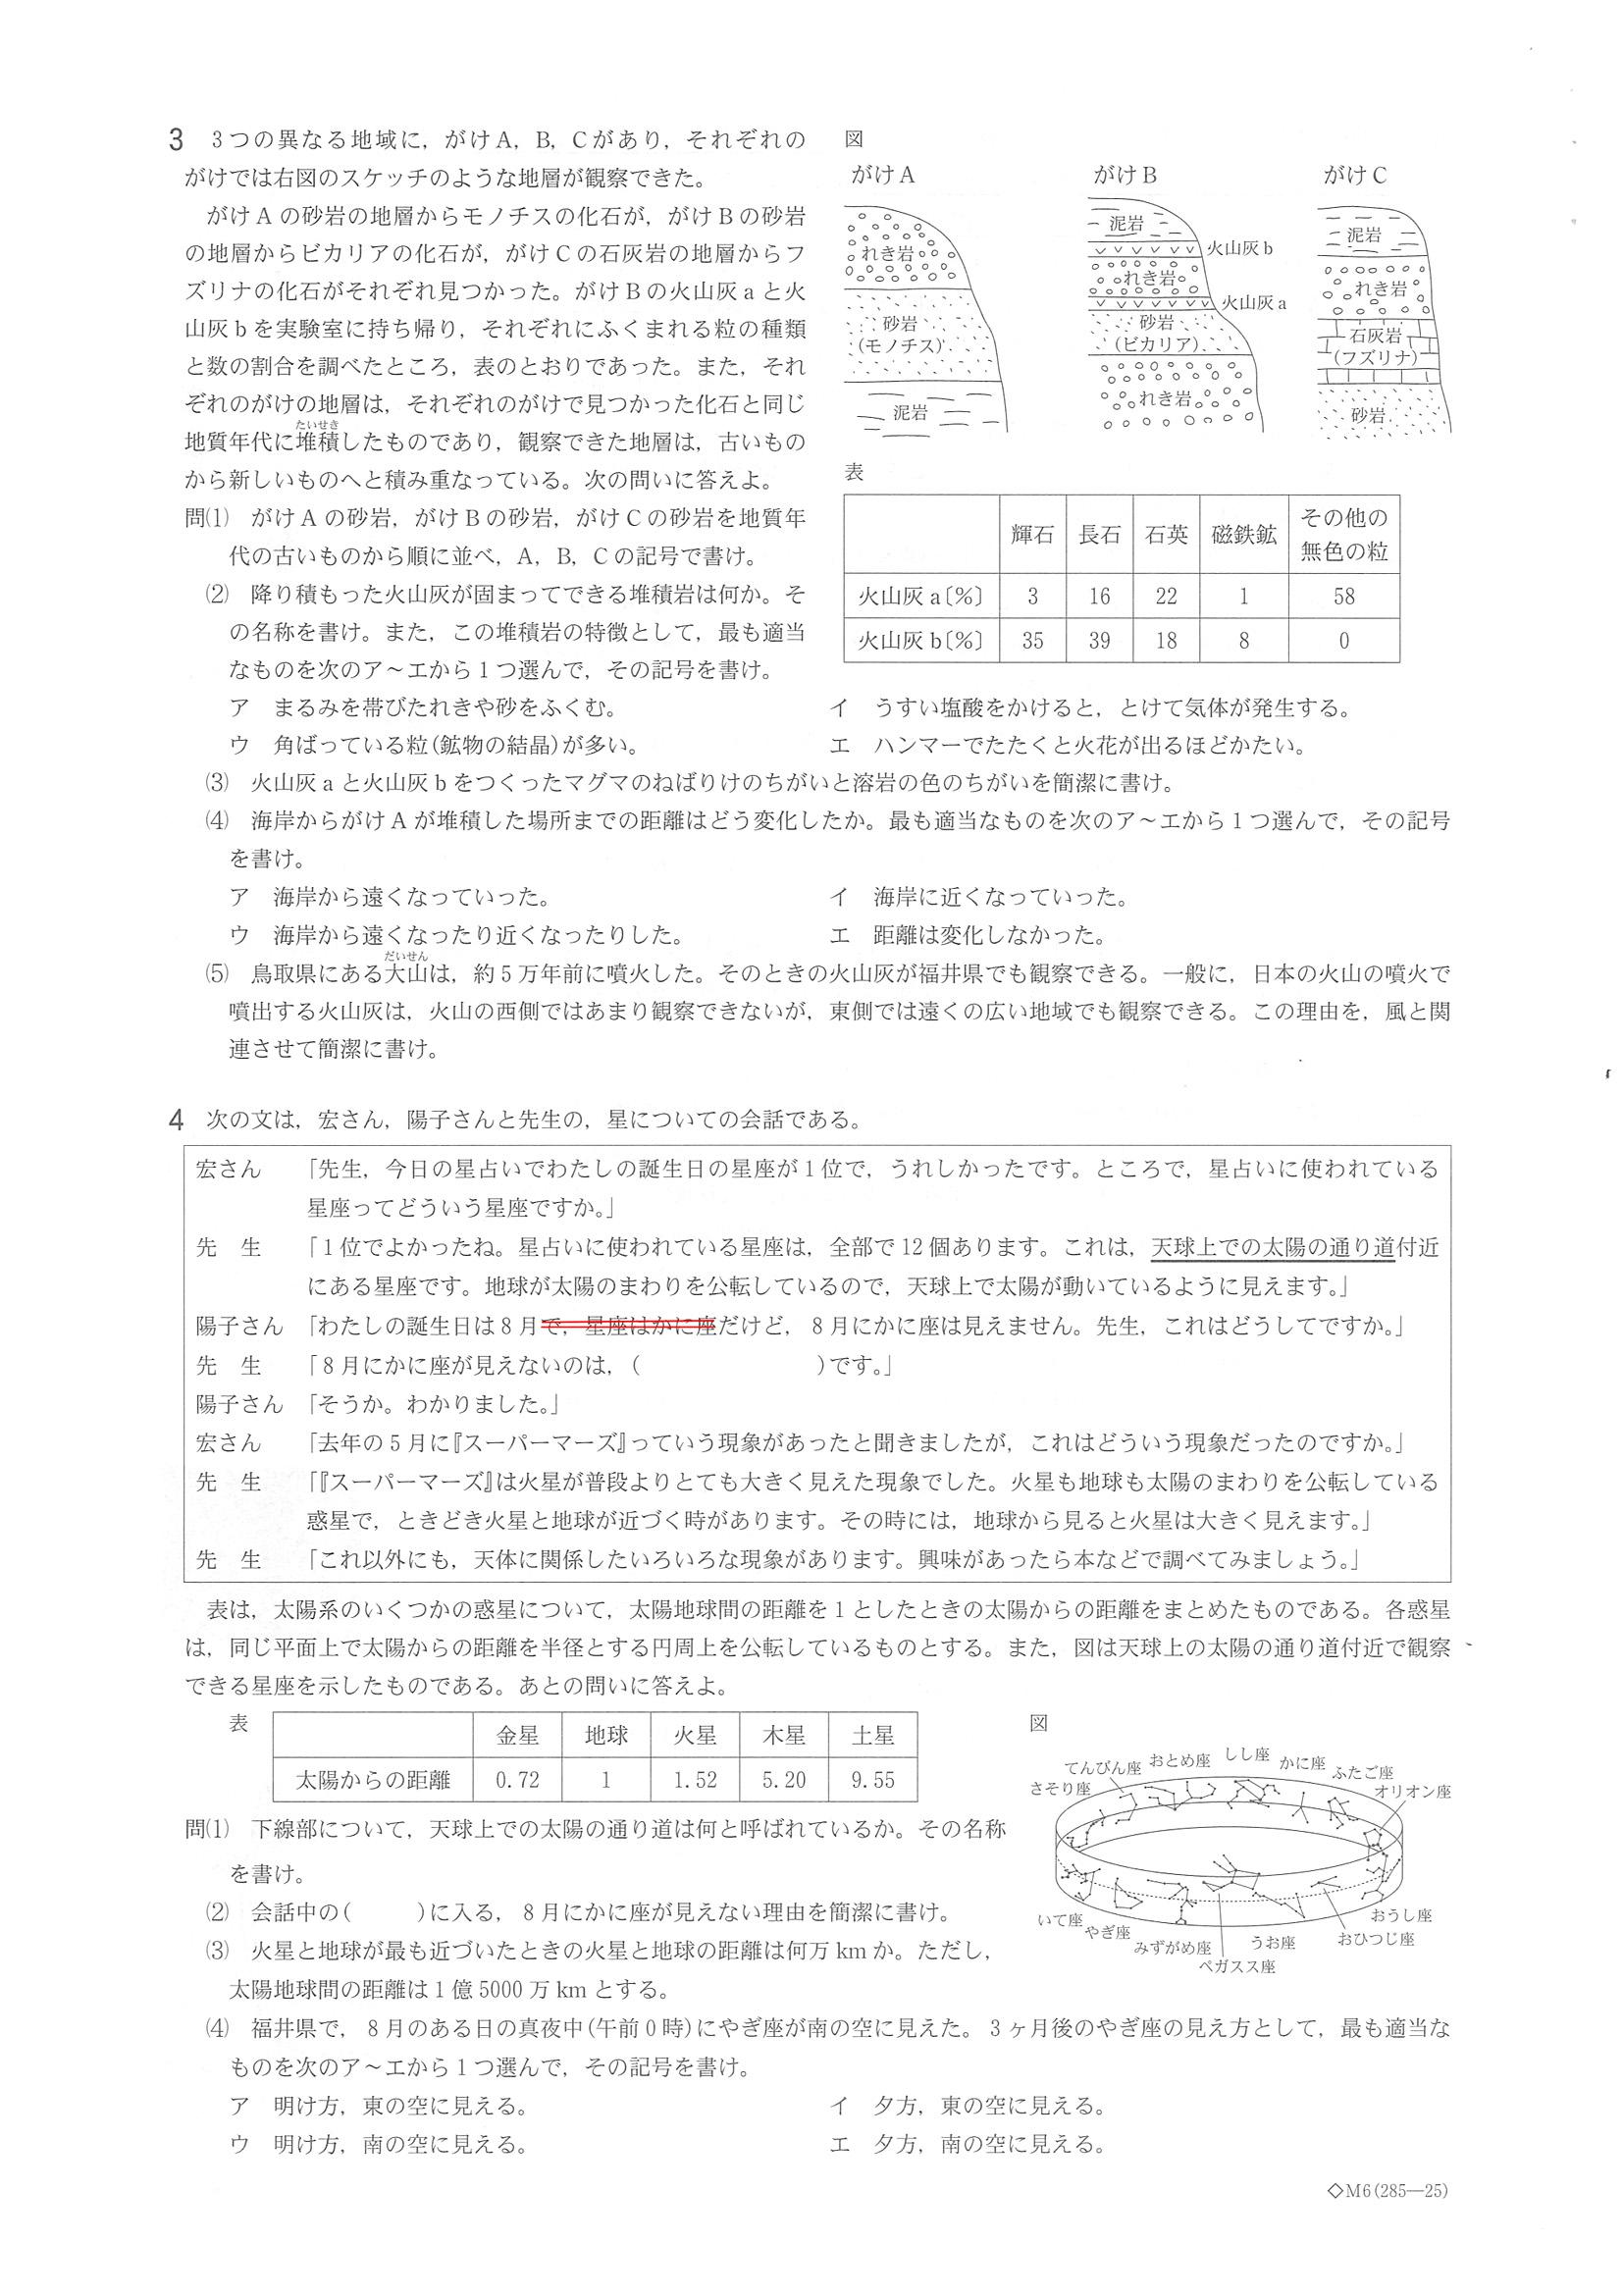 3　3つの異なる地域に，がけA，B，Cがあり，それぞれの
がけでは右図のスケッチのような地層が観察できた。
　がけAの砂岩の地層からモノチスの化石が，がけBの砂岩
の地層からビカリアの化石が，がけCの石灰岩の地層からフ
ズリナの化石がそれぞれ見つかった。がけBの火山灰aと火
山灰bを実験室に持ち帰り，それぞれにふくまれる粒の種類
と数の割合を調べたところ，表のとおりであった。また，それ
ぞれのがけの地層は，それぞれのがけで見つかった化石と同じ
たいせき
地質年代に堆積したものであり，観察できた地層は，古いもの
から新しいものへと積み重なっている。次の問いに答えよ。
図
がけA　がけB　がけC
れき岩
砂岩
(モノチス)
泥岩
泥岩
火山灰b
れき岩
火山灰a
砂岩
(ビカリア)
れき岩
泥岩
れき岩
石灰岩
(フズリナ)
砂岩
表
輝石　長石　石英　磁鉄鉱　その他の
無色の粒
火山灰a〔%〕　3　16　22　1　58
火山灰b〔%〕　35　39　18　8　0
問⑴　がけAの砂岩，がけBの砂岩，がけCの砂岩を地質年
代の古いものから順に並べ，A，B，Cの記号で書け。
⑵　降り積もった火山灰が固まってできる堆積岩は何か。そ
の名称を書け。また，この堆積岩の特徴として，最も適当
なものを次のア～エから1つ選んで，その記号を書け。
ア　まるみを帯びたれきや砂をふくむ。　イ　うすい塩酸をかけると，とけて気体が発生する。
ウ　角ばっている粒(鉱物の結晶)が多い。　エ　ハンマーでたたくと火花が出るほどかたい。
⑶　火山灰aと火山灰bをつくったマグマのねばりけのちがいと溶岩の色のちがいを簡潔に書け。
⑷　海岸からがけAが堆積した場所までの距離はどう変化したか。最も適当なものを次のア～エから1つ選んで，その記号
を書け。
ア　海岸から遠くなっていった。　イ　海岸に近くなっていった。
ウ　海岸から遠くなったり近くなったりした。　エ　距離は変化しなかった。
だいせん
⑸　鳥取県にある大山は，約5万年前に噴火した。そのときの火山灰が福井県でも観察できる。一般に，日本の火山の噴火で
噴出する火山灰は，火山の西側ではあまり観察できないが，東側では遠くの広い地域でも観察できる。この理由を，風と関
連させて簡潔に書け。
4　次の文は，宏さん，陽子さんと先生の，星についての会話である。
宏さん　「先生，今日の星占いでわたしの誕生日の星座が1位で，うれしかったです。ところで，星占いに使われている
星座ってどういう星座ですか。」
先　生　「1位でよかったね。星占いに使われている星座は，全部で12個あります。これは，天球上での太陽の通り道付近
にある星座です。地球が太陽のまわりを公転しているので，天球上で太陽が動いているように見えます。」
陽子さん　「わたしの誕生日は8月で，星座はかに座だけど，8月にかに座は見えません。先生，これはどうしてですか。」
先　生　「8月にかに座が見えないのは，(　　　　　　　　)です。」
陽子さん　「そうか。わかりました。」
宏さん　「去年の5月に『スーパーマーズ』っていう現象があったと聞きましたが，これはどういう現象だったのですか。」
先　生　「『スーパーマーズ』は火星が普段よりとても大きく見えた現象でした。火星も地球も太陽のまわりを公転している
惑星で，ときどき火星と地球が近づく時があります。その時には，地球から見ると火星は大きく見えます。」
先　生　「これ以外にも，天体に関係したいろいろな現象があります。興味があったら本などで調べてみましょう。」
　表は，太陽系のいくつかの惑星について，太陽地球間の距離を1としたときの太陽からの距離をまとめたものである。各惑星
は，同じ平面上で太陽からの距離を半径とする円周上を公転しているものとする。また，図は天球上の太陽の通り道付近で観察
できる星座を示したものである。あとの問いに答えよ。
表
金星　地球　火星　木星　土星
太陽からの距離　0.72　1　1.52　5.20　9.55
図
さそり座　てんびん座　おとめ座　しし座　かに座　ふたご座　オリオン座
いて座　やぎ座　みずがめ座　ペガスス座　うお座　おひつじ座　おうし座
問⑴　下線部について，天球上での太陽の通り道は何と呼ばれているか。その名称
を書け。
⑵　会話中の(　　　)に入る，8月にかに座が見えない理由を簡潔に書け。
⑶　火星と地球が最も近づいたときの火星と地球の距離は何万kmか。ただし，
太陽地球間の距離は1億5000万kmとする。
⑷　福井県で，8月のある日の真夜中(午前0時)にやぎ座が南の空に見えた。3ヶ月後のやぎ座の見え方として，最も適当な
ものを次のア～エから1つ選んで，その記号を書け。
ア　明け方，東の空に見える。　イ　夕方，東の空に見える。
ウ　明け方，南の空に見える。　エ　夕方，南の空に見える。
◇M6(285—25)